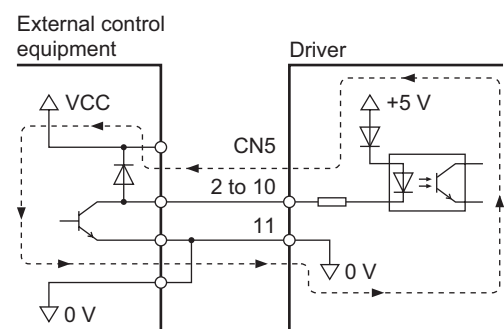 External control
equipment
Driver
VCC
+5 V
CN5
2 to 10
11
0 V
0 V